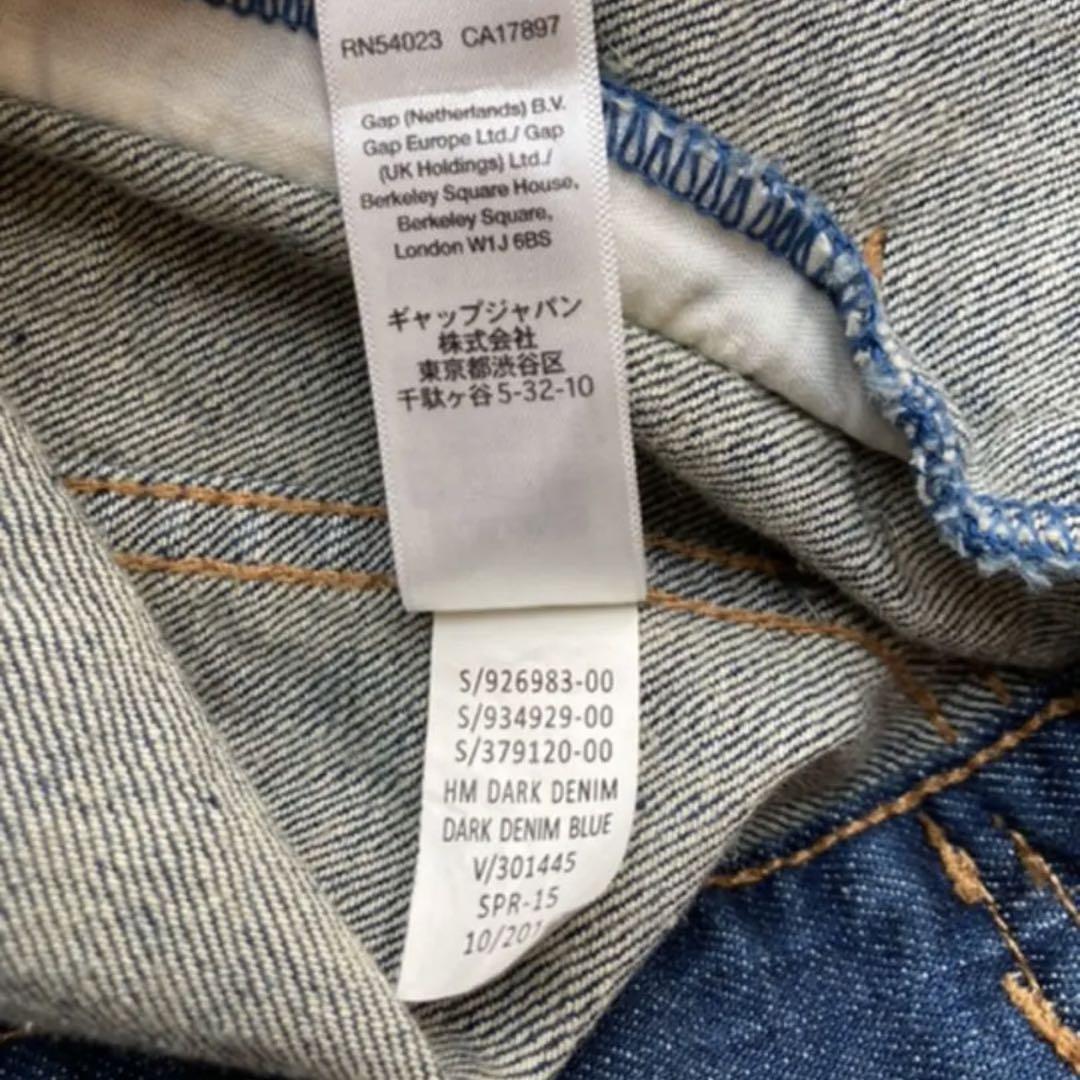 RN54023 CA17897
Gap (Netherlands) B.V.
Gap Europe Ltd./ Gap
(UK Holdings) Ltd./
Berkeley Square House,
Berkeley Square,
London W1J 6BS
ギャップジャパン
株式会社
東京都渋谷区
千駄ヶ谷5-32-10
S/926983-00
S/934929-00
S/379120-00
HM DARK DENIM
DARK DENIM BLUE
V/301445
SPR-15